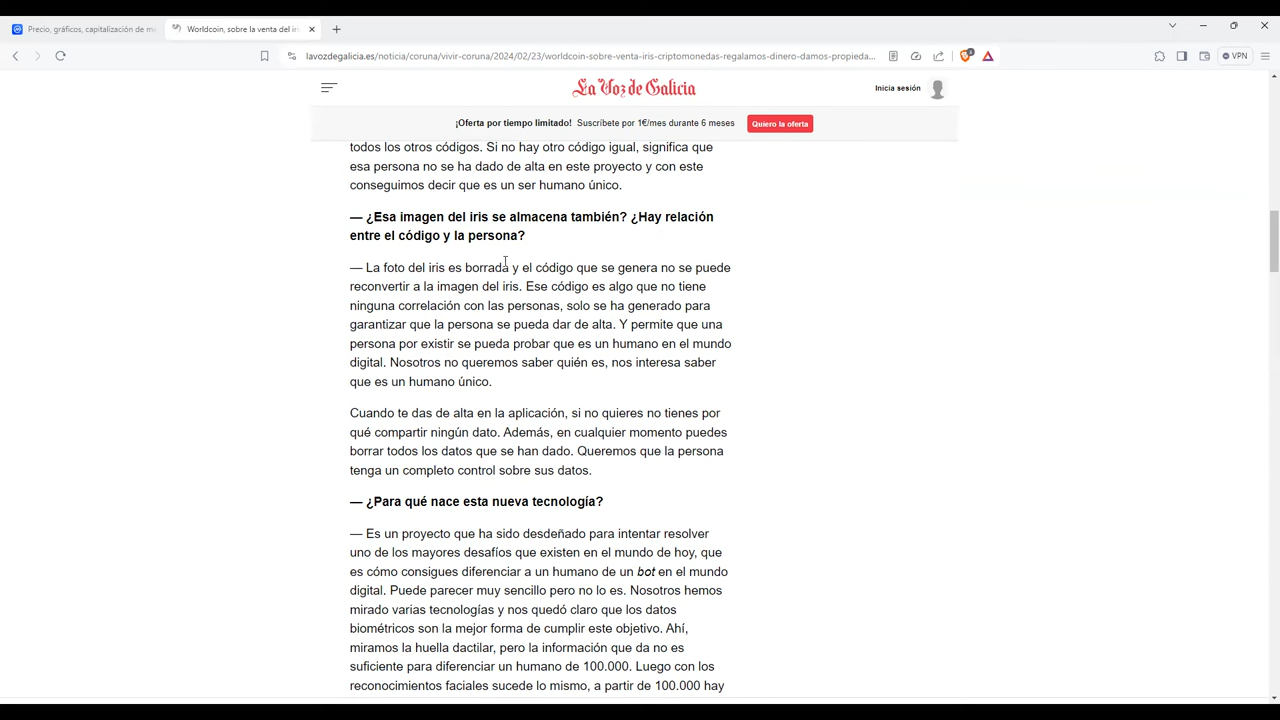 Precio, gráficos, capitalización de me
Worldcoin, sobre la venta del iri
lavozdegalicia.es/noticia/coruna/vivir-coruna/2024/02/23/worldcoin-sobre-venta-iris-criptomonedas-regalamos-dinero-damos-propieda...
VPN
La Voz de Galicia
Inicia sesión
¡Oferta por tiempo limitado! Suscríbete por 1€/mes durante 6 meses
Quiero la oferta
todos los otros códigos. Si no hay otro código igual, significa que
esa persona no se ha dado de alta en este proyecto y con este
conseguimos decir que es un ser humano único.
— ¿Esa imagen del iris se almacena también? ¿Hay relación
entre el código y la persona?
— La foto del iris es borrada y el código que se genera no se puede
reconvertir a la imagen del iris. Ese código es algo que no tiene
ninguna correlación con las personas, solo se ha generado para
garantizar que la persona se pueda dar de alta. Y permite que una
persona por existir se pueda probar que es un humano en el mundo
digital. Nosotros no queremos saber quién es, nos interesa saber
que es un humano único.
Cuando te das de alta en la aplicación, si no quieres no tienes por
qué compartir ningún dato. Además, en cualquier momento puedes
borrar todos los datos que se han dado. Queremos que la persona
tenga un completo control sobre sus datos.
— ¿Para qué nace esta nueva tecnología?
— Es un proyecto que ha sido desdeñado para intentar resolver
uno de los mayores desafíos que existen en el mundo de hoy, que
es cómo consigues diferenciar a un humano de un bot en el mundo
digital. Puede parecer muy sencillo pero no lo es. Nosotros hemos
mirado varias tecnologías y nos quedó claro que los datos
biométricos son la mejor forma de cumplir este objetivo. Ahí,
miramos la huella dactilar, pero la información que da no es
suficiente para diferenciar un humano de 100.000. Luego con los
reconocimientos faciales sucede lo mismo, a partir de 100.000 hay